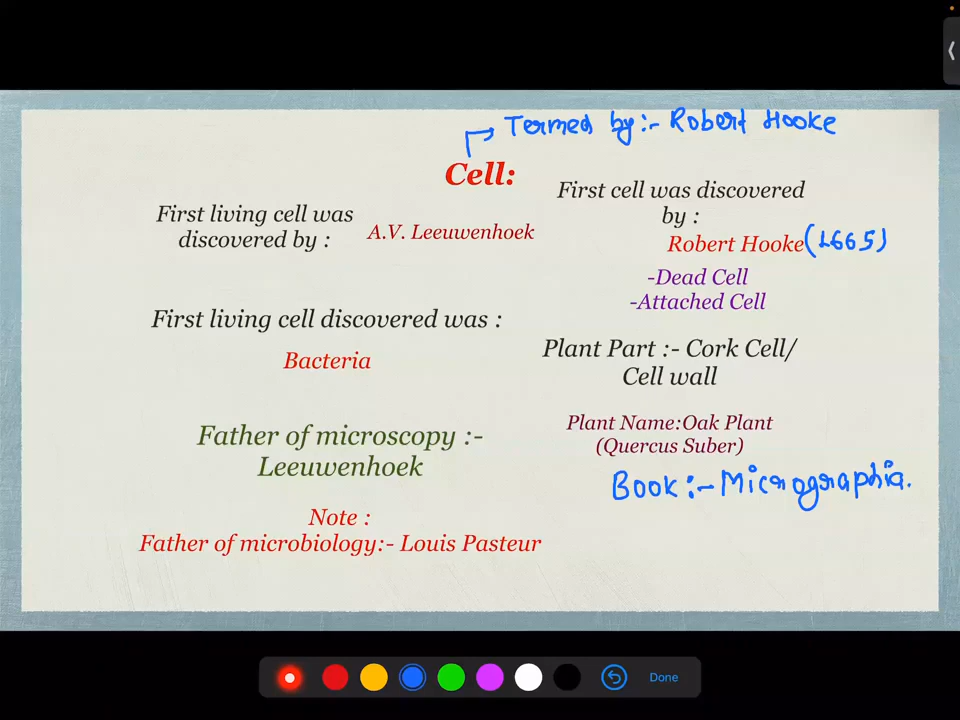 Termed by:- Robert Hooke
Cell:
First living cell was
discovered by :
A.V. Leeuwenhoek
First living cell discovered was :
Bacteria
Father of microscopy :-
Leeuwenhoek
Note :
Father of microbiology:- Louis Pasteur
First cell was discovered
by :
Robert Hooke (1665)
-Dead Cell
-Attached Cell
Plant Part :- Cork Cell/
Cell wall
Plant Name:Oak Plant
(Quercus Suber)
Book:- Micrographia.
Done